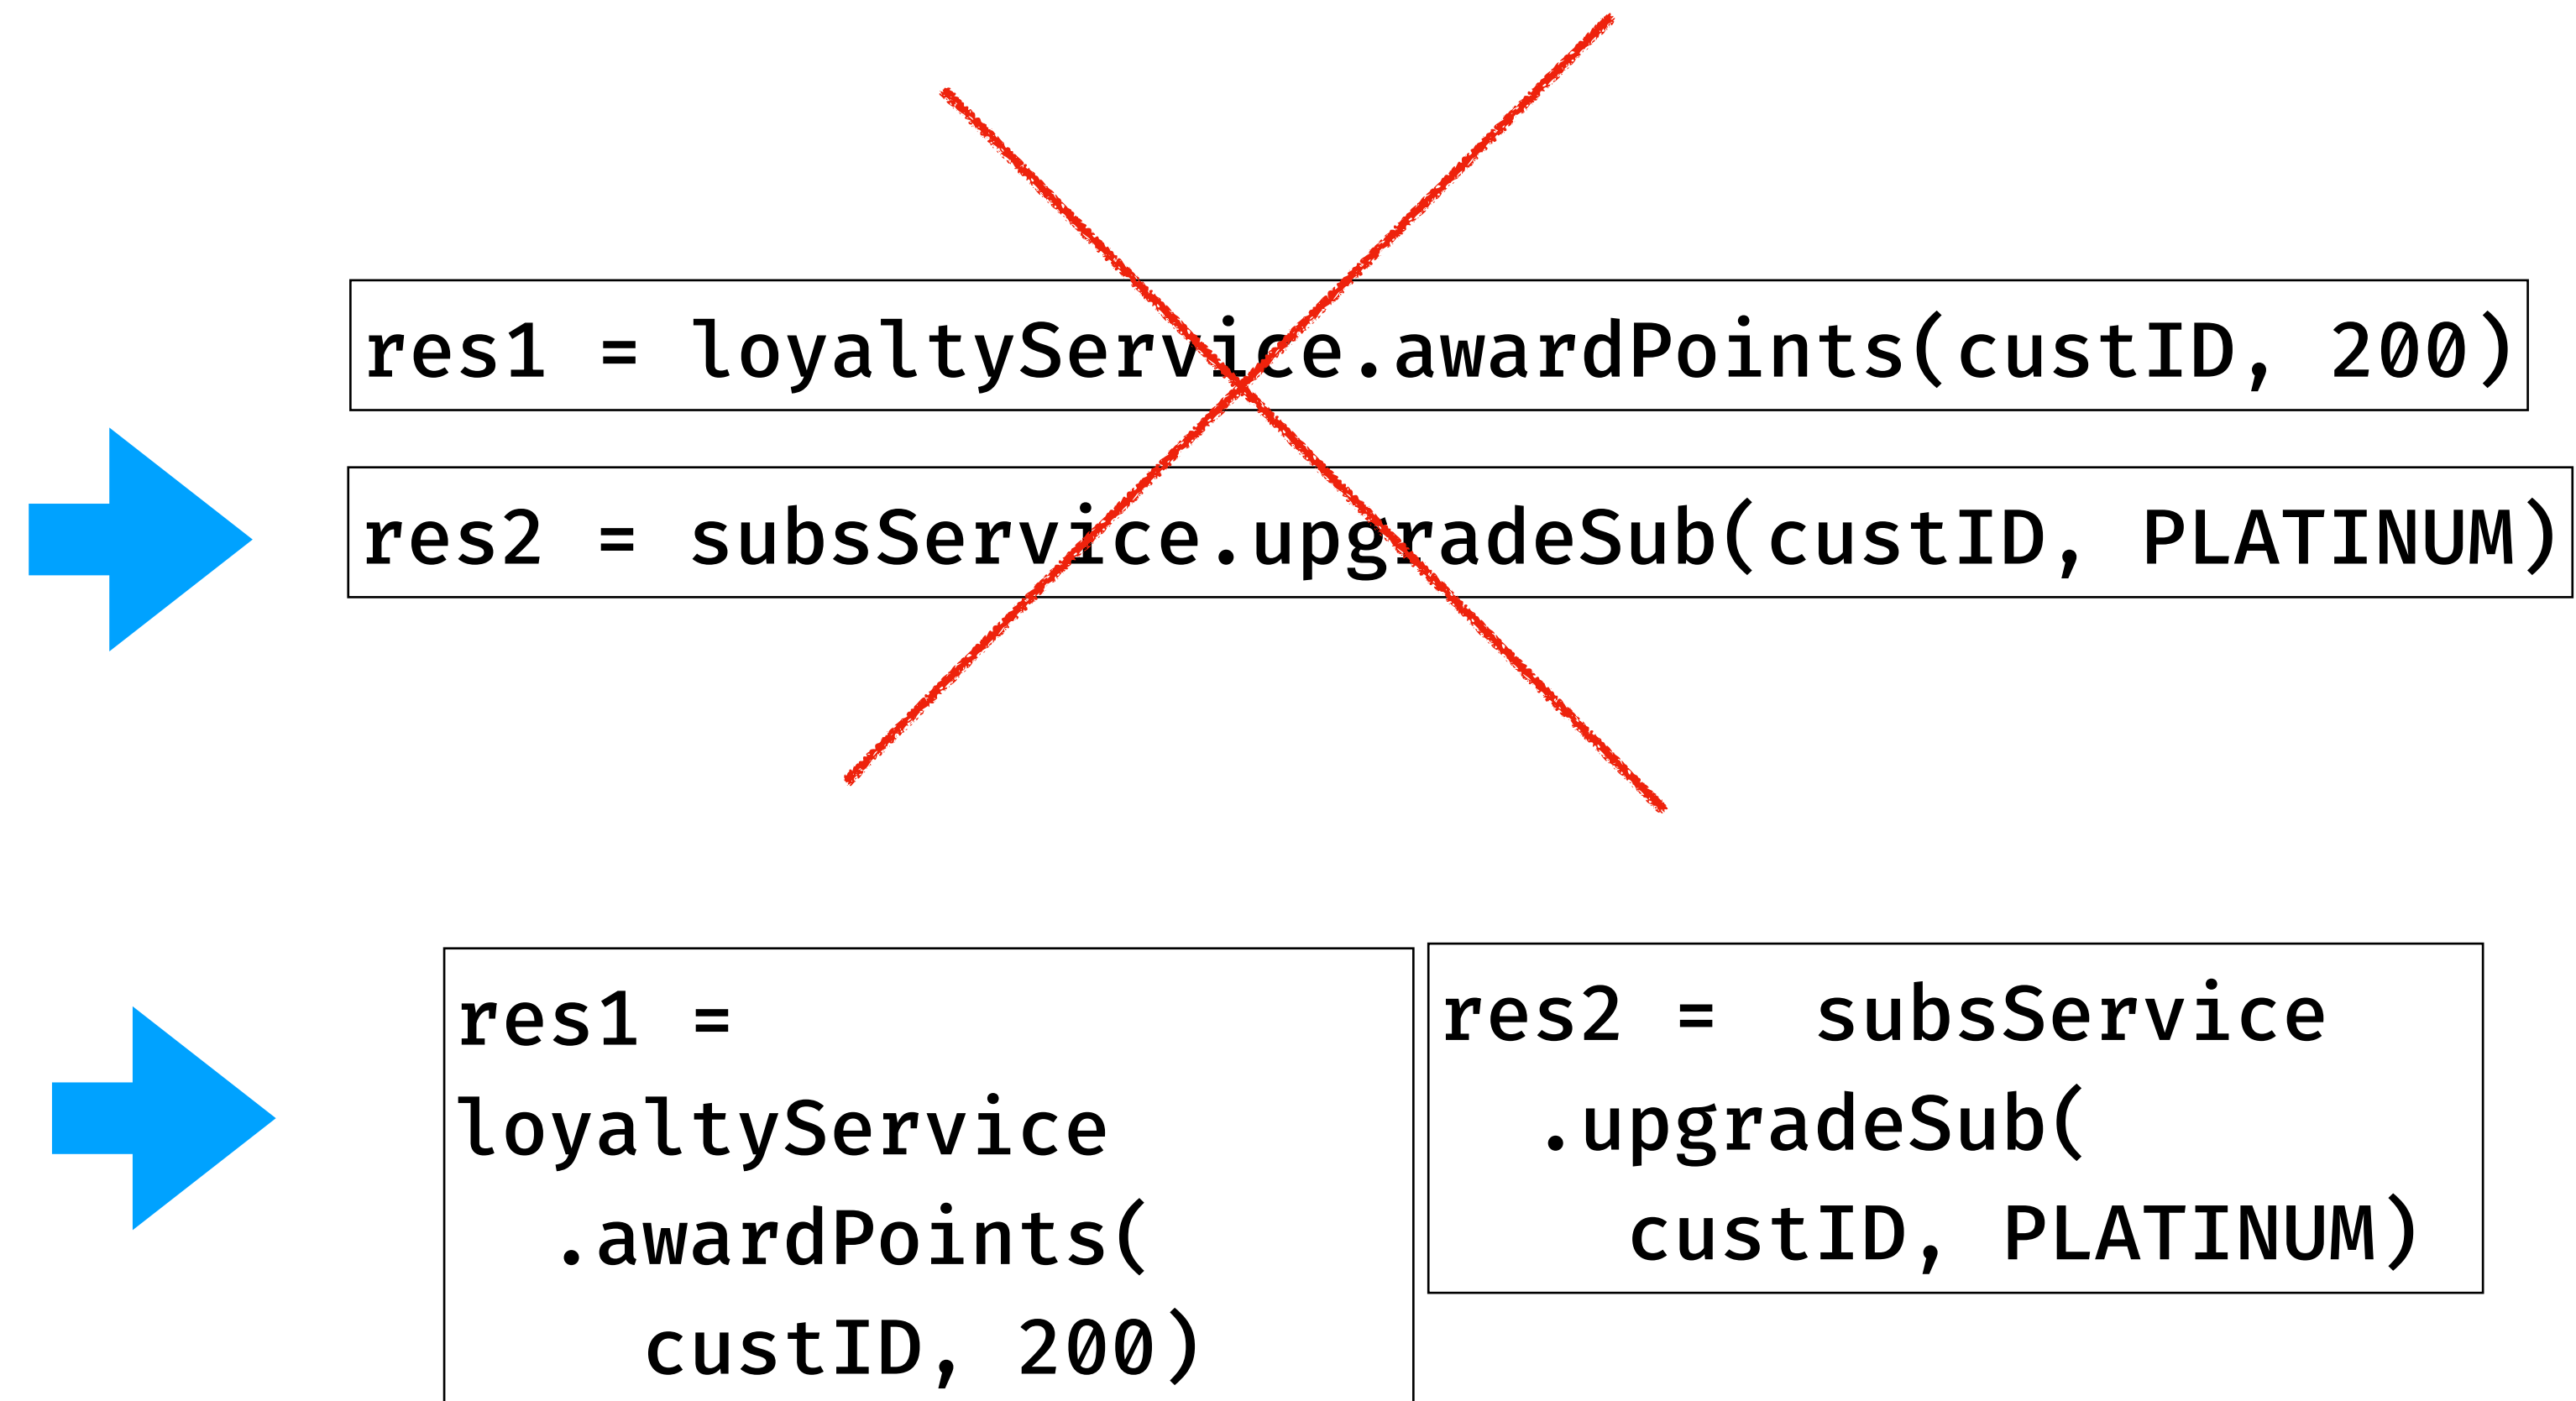 res1 = loyaltyService.awardPoints(custID, 200)
res2 = subsService.upgradeSub(custID, PLATINUM)
res1 =
loyaltyService
.awardPoints(
custID, 200)
res2 =  subsService
.upgradeSub(
custID, PLATINUM)